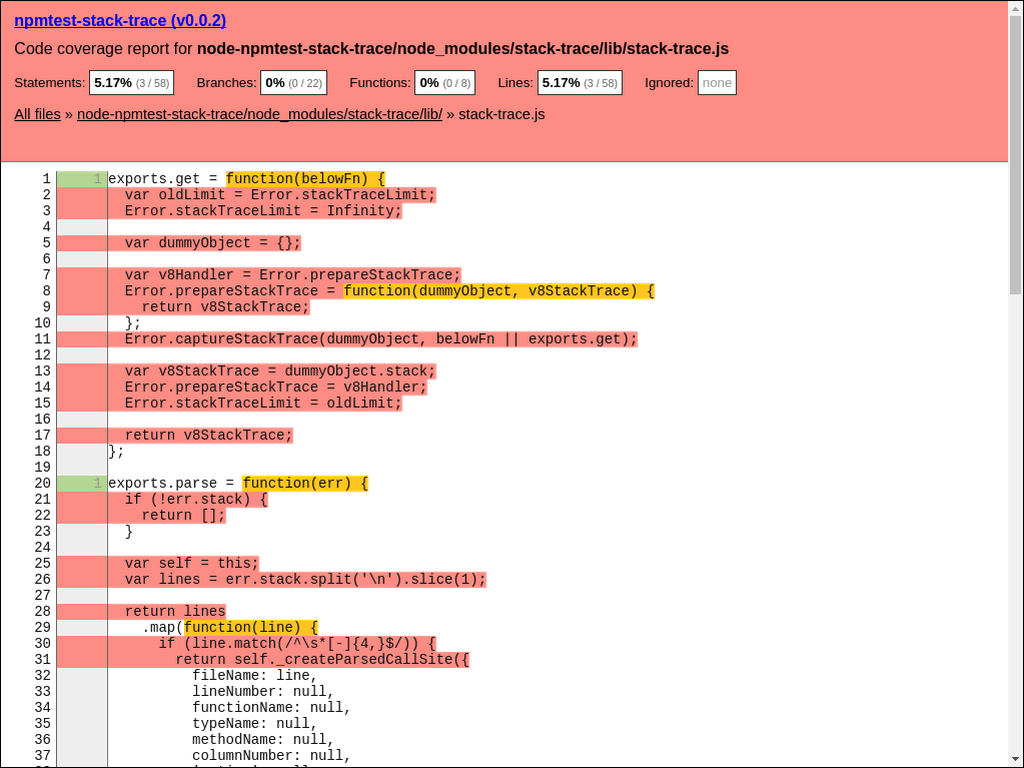 npmtest-stack-trace (v0.0.2)
Code coverage report for node-npmtest-stack-trace/node_modules/stack-trace/lib/stack-trace.js
Statements: 5.17% (3 / 58) Branches: 0% (0 / 22) Functions: 0% (0 / 8) Lines: 5.17% (3 / 58) Ignored: none
All files » node-npmtest-stack-trace/node_modules/stack-trace/lib/ » stack-trace.js
1 1 exports.get = function(belowFn) {
2   var oldLimit = Error.stackTraceLimit;
3   Error.stackTraceLimit = Infinity;
4
5   var dummyObject = {};
6
7   var v8Handler = Error.prepareStackTrace;
8   Error.prepareStackTrace = function(dummyObject, v8StackTrace) {
9     return v8StackTrace;
10   };
11   Error.captureStackTrace(dummyObject, belowFn || exports.get);
12
13   var v8StackTrace = dummyObject.stack;
14   Error.prepareStackTrace = v8Handler;
15   Error.stackTraceLimit = oldLimit;
16
17   return v8StackTrace;
18 };
19
20 1 exports.parse = function(err) {
21   if (!err.stack) {
22     return [];
23   }
24
25   var self = this;
26   var lines = err.stack.split('\n').slice(1);
27
28   return lines
29     .map(function(line) {
30       if (line.match(/^\s*[-]{4,}$/)) {
31         return self._createParsedCallSite({
32           fileName: line,
33           lineNumber: null,
34           functionName: null,
35           typeName: null,
36           methodName: null,
37           columnNumber: null,